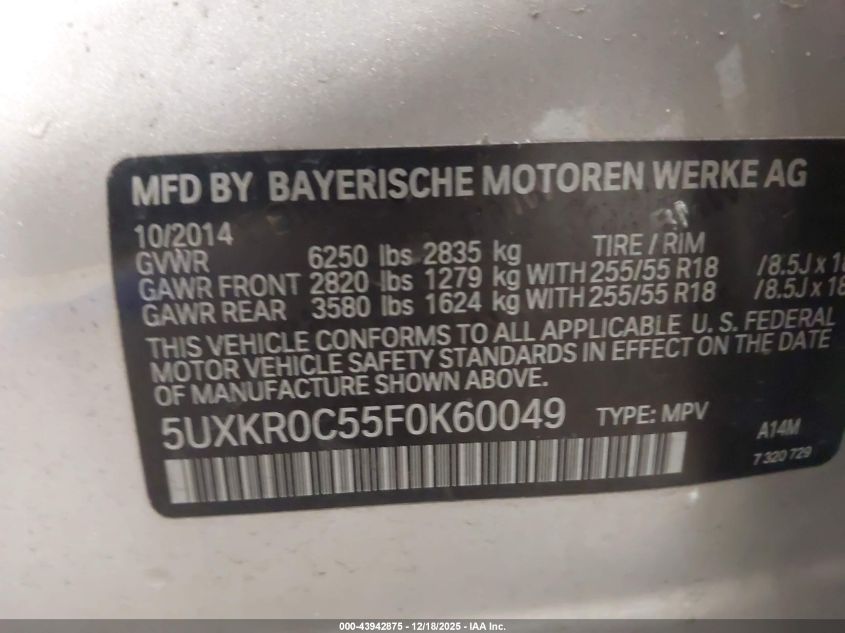 MFD BY BAYERISCHE MOTOREN WERKE AG
10/2014
GVWR 6250 lbs 2835 kg TIRE / RIM
GAWR FRONT 2820 lbs 1279 kg WITH 255/55 R18 /8.5J x 18
GAWR REAR 3580 lbs 1624 kg WITH 255/55 R18 /8.5J x 18
THIS VEHICLE CONFORMS TO ALL APPLICABLE U. S. FEDERAL
MOTOR VEHICLE SAFETY STANDARDS IN EFFECT ON THE DATE
OF MANUFACTURE SHOWN ABOVE.
5UXKR0C55F0K60049 TYPE: MPV
A14M
7 320 729
000-43942875 - 12/18/2025 - IAA Inc.